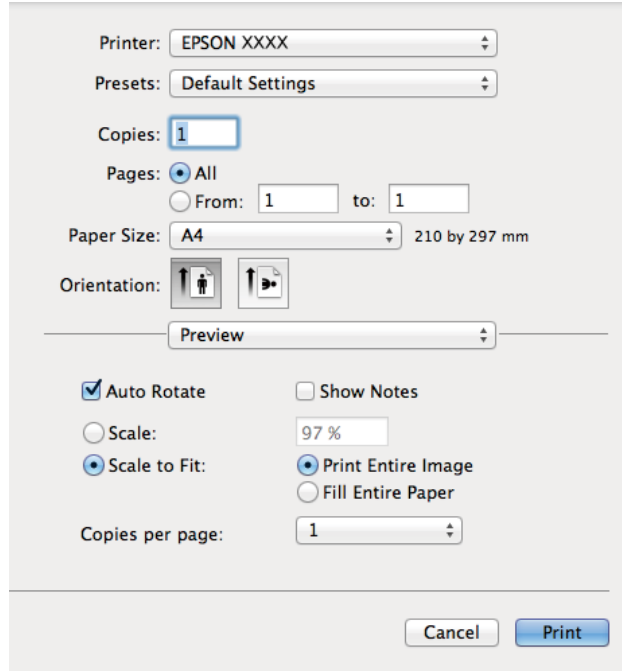 Printer: EPSON XXXX
Presets: Default Settings
Copies: 1
Pages: All
From: 1 to: 1
Paper Size: A4 210 by 297 mm
Orientation:
Preview
Auto Rotate Show Notes
Scale: 97 %
Scale to Fit: Print Entire Image
Fill Entire Paper
Copies per page: 1
Cancel Print